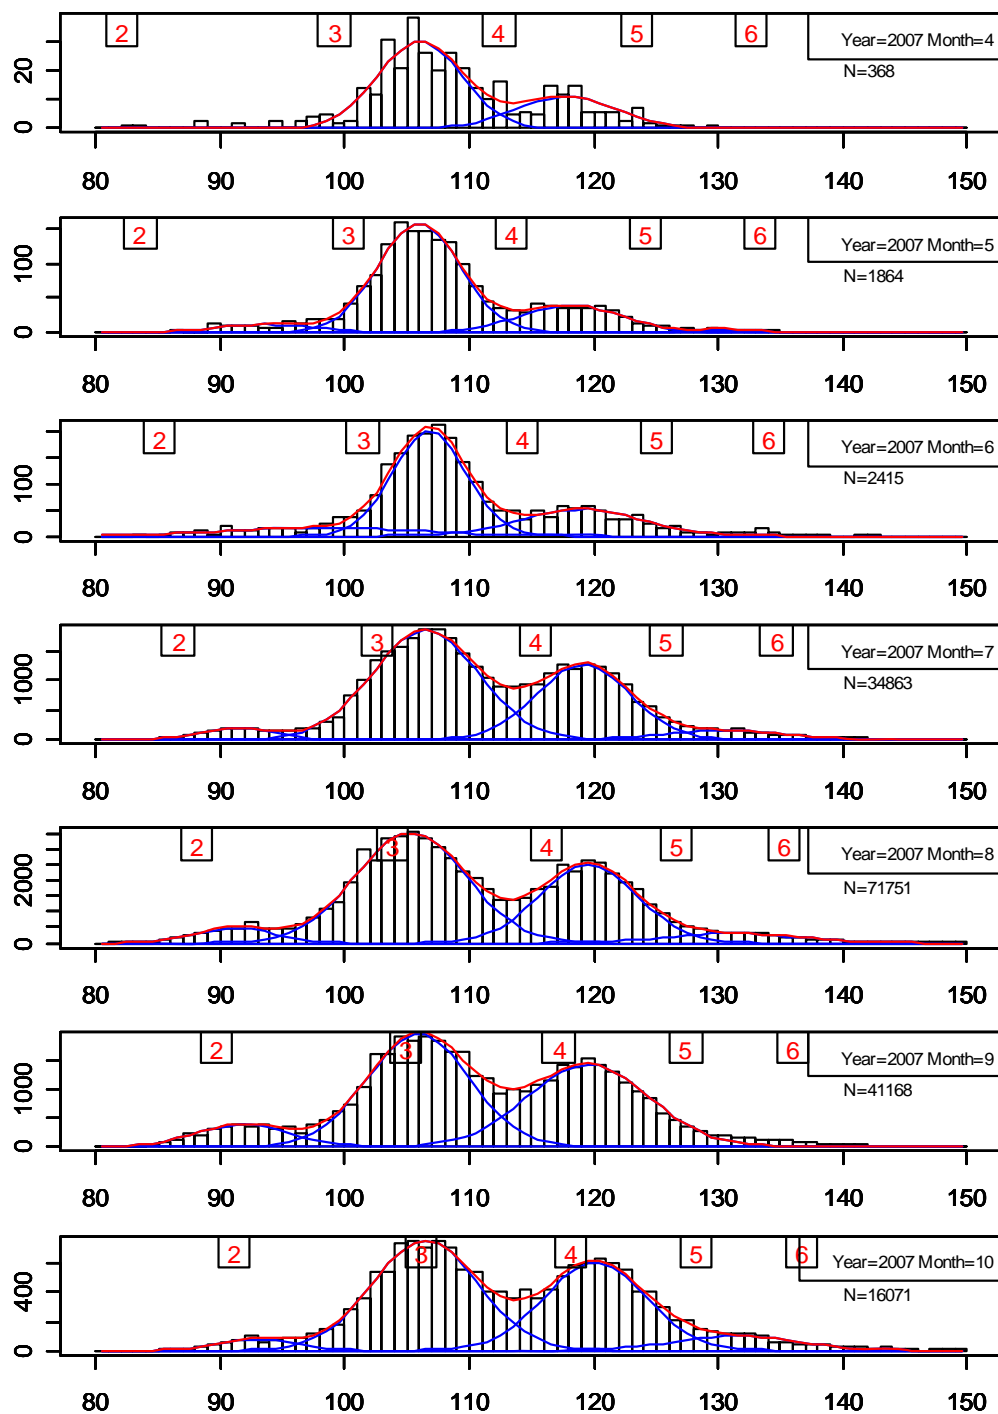 2 3 4 5 6 Year=2007 Month=4
N=368
20
0
80 90 100 110 120 130 140 150
2 3 4 5 6 Year=2007 Month=5
N=1864
100
0
80 90 100 110 120 130 140 150
2 3 4 5 6 Year=2007 Month=6
N=2415
100
0
80 90 100 110 120 130 140 150
2 3 4 5 6 Year=2007 Month=7
N=34863
1000
0
80 90 100 110 120 130 140 150
2 3 4 5 6 Year=2007 Month=8
N=71751
2000
0
80 90 100 110 120 130 140 150
2 3 4 5 6 Year=2007 Month=9
N=41168
1000
0
80 90 100 110 120 130 140 150
2 3 4 5 6 Year=2007 Month=10
N=16071
400
0
80 90 100 110 120 130 140 150